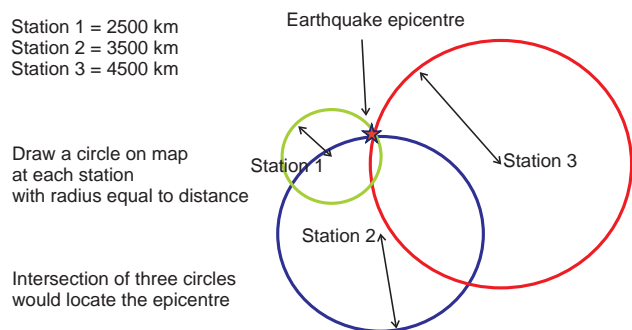 Station 1 = 2500 km
Station 2 = 3500 km
Station 3 = 4500 km
Earthquake epicentre
Draw a circle on map
at each station
with radius equal to distance
Station 1
Station 3
Station 2
Intersection of three circles
would locate the epicentre